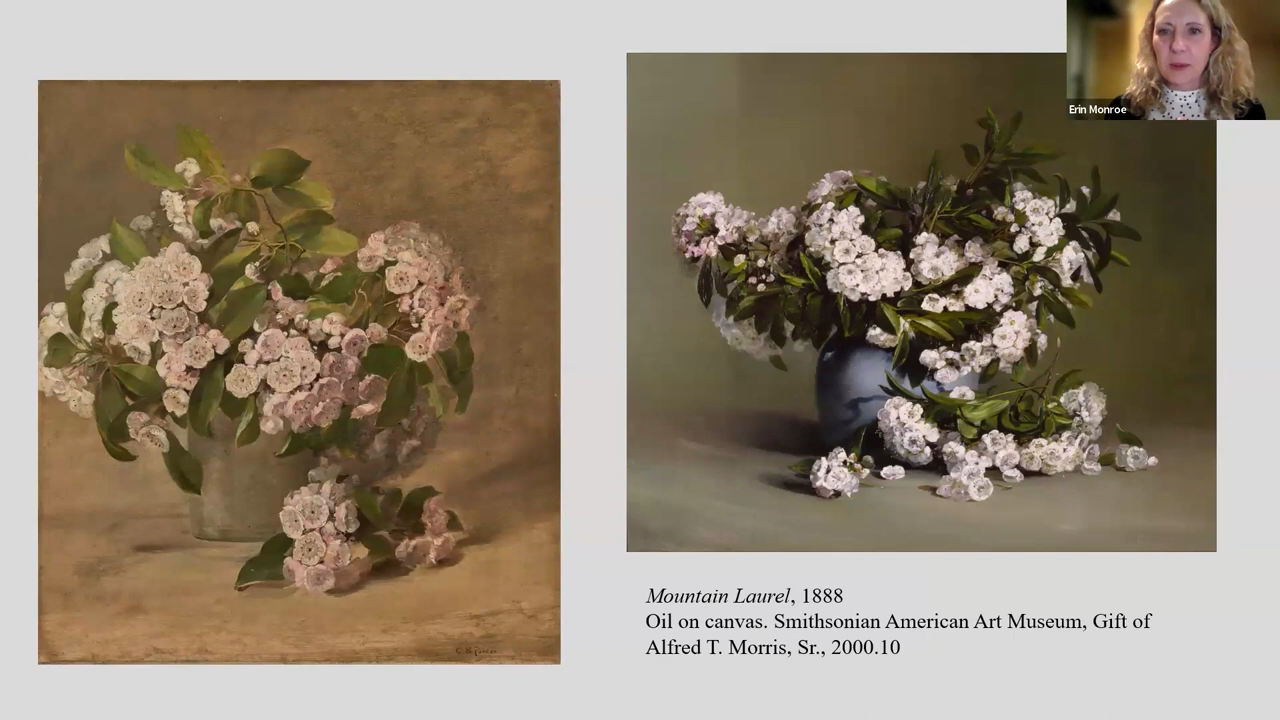 Erin Monroe
Mountain Laurel, 1888
Oil on canvas. Smithsonian American Art Museum, Gift of
Alfred T. Morris, Sr., 2000.10